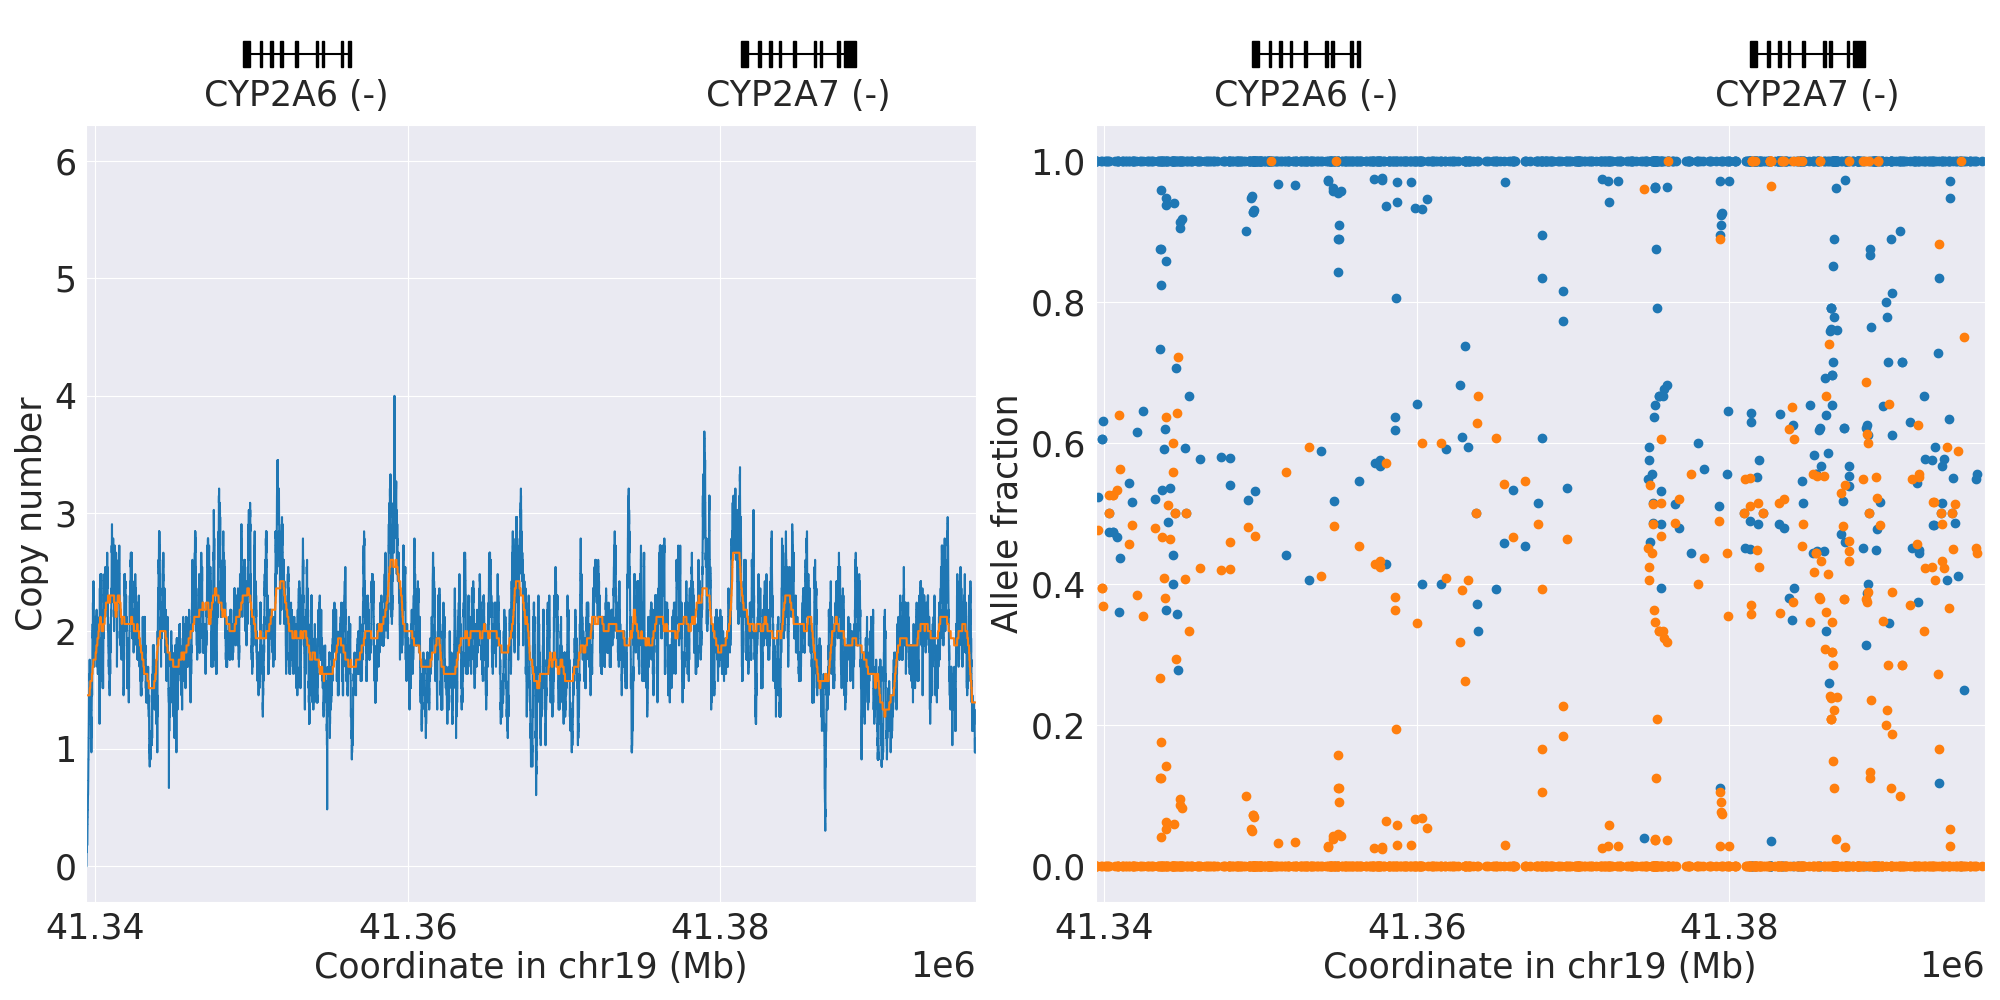 CYP2A6 (-)
CYP2A7 (-)
CYP2A6 (-)
CYP2A7 (-)
Copy number
6
5
4
3
2
1
0
41.34
41.36
41.38
Coordinate in chr19 (Mb)
1e6
Allele fraction
1.0
0.8
0.6
0.4
0.2
0.0
41.34
41.36
41.38
Coordinate in chr19 (Mb)
1e6